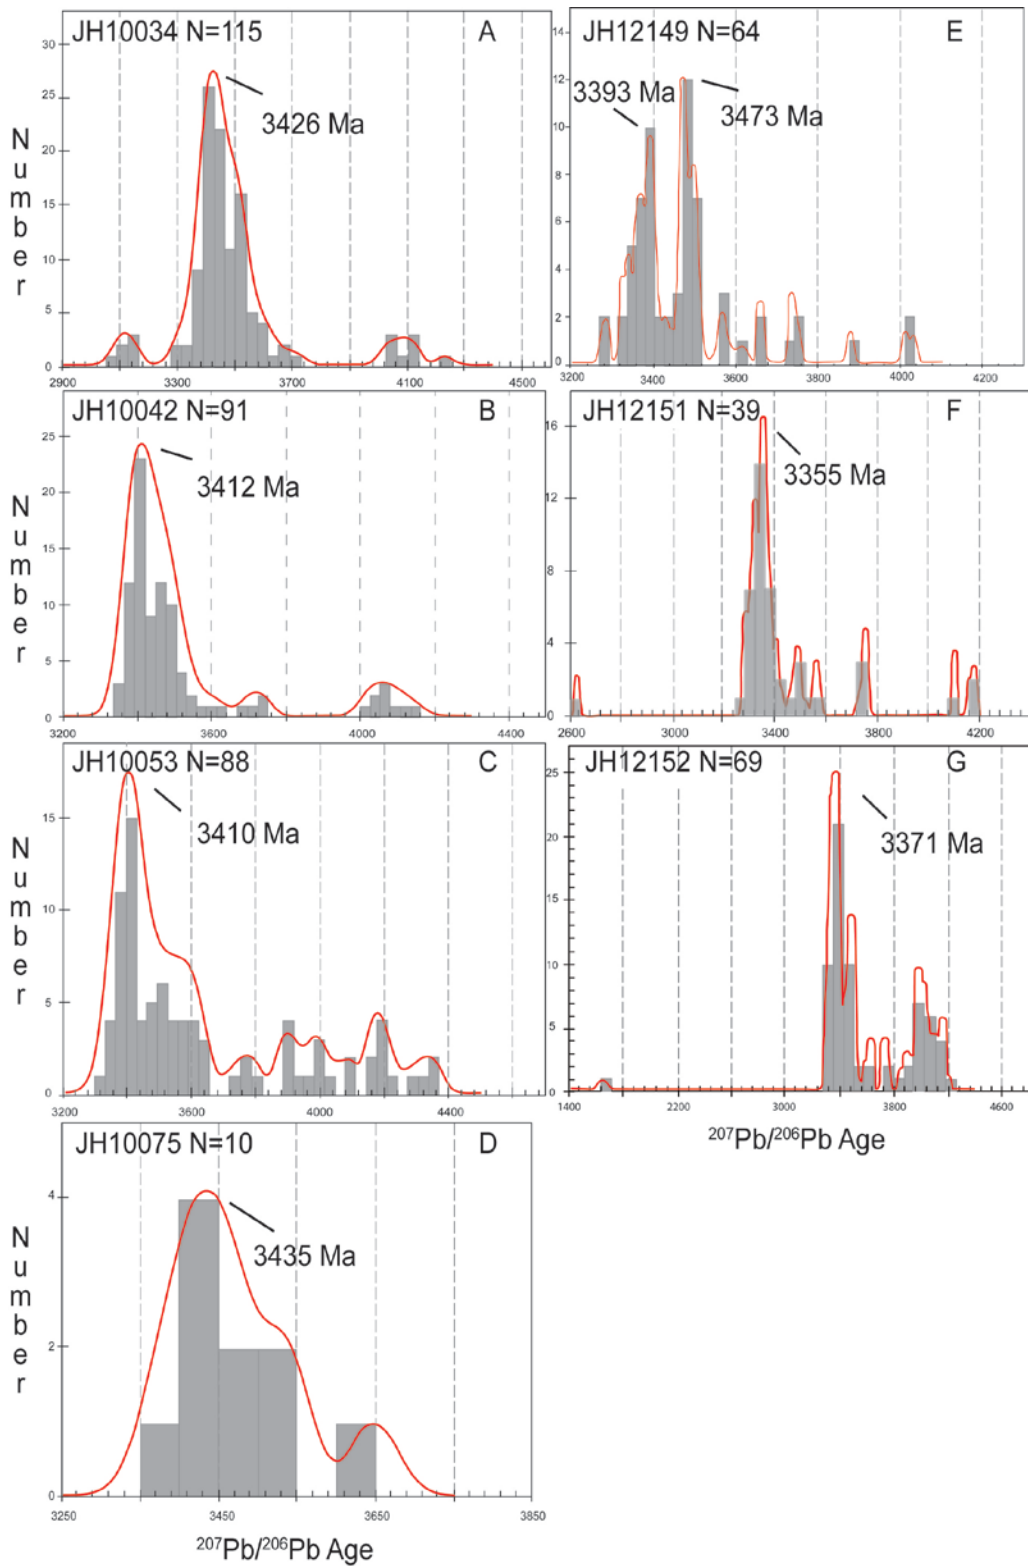 JH10034 N=115 A
3426 Ma
Number
30
25
20
15
10
5
0
2900 3300 3700 4100 4500
JH10042 N=91 B
3412 Ma
Number
25
20
15
10
5
0
3200 3600 4000 4400
JH10053 N=88 C
3410 Ma
Number
15
10
5
0
3200 3600 4000 4400
JH10075 N=10 D
3435 Ma
Number
4
2
0
3250 3450 3650 3850
²⁰⁷Pb/²⁰⁶Pb Age
JH12149 N=64 E
3393 Ma
3473 Ma
14
12
10
8
6
4
2
0
3200 3400 3600 3800 4000 4200
JH12151 N=39 F
3355 Ma
16
12
8
4
0
2600 3000 3400 3800 4200
JH12152 N=69 G
3371 Ma
25
20
15
10
5
0
1400 2200 3000 3800 4600
²⁰⁷Pb/²⁰⁶Pb Age